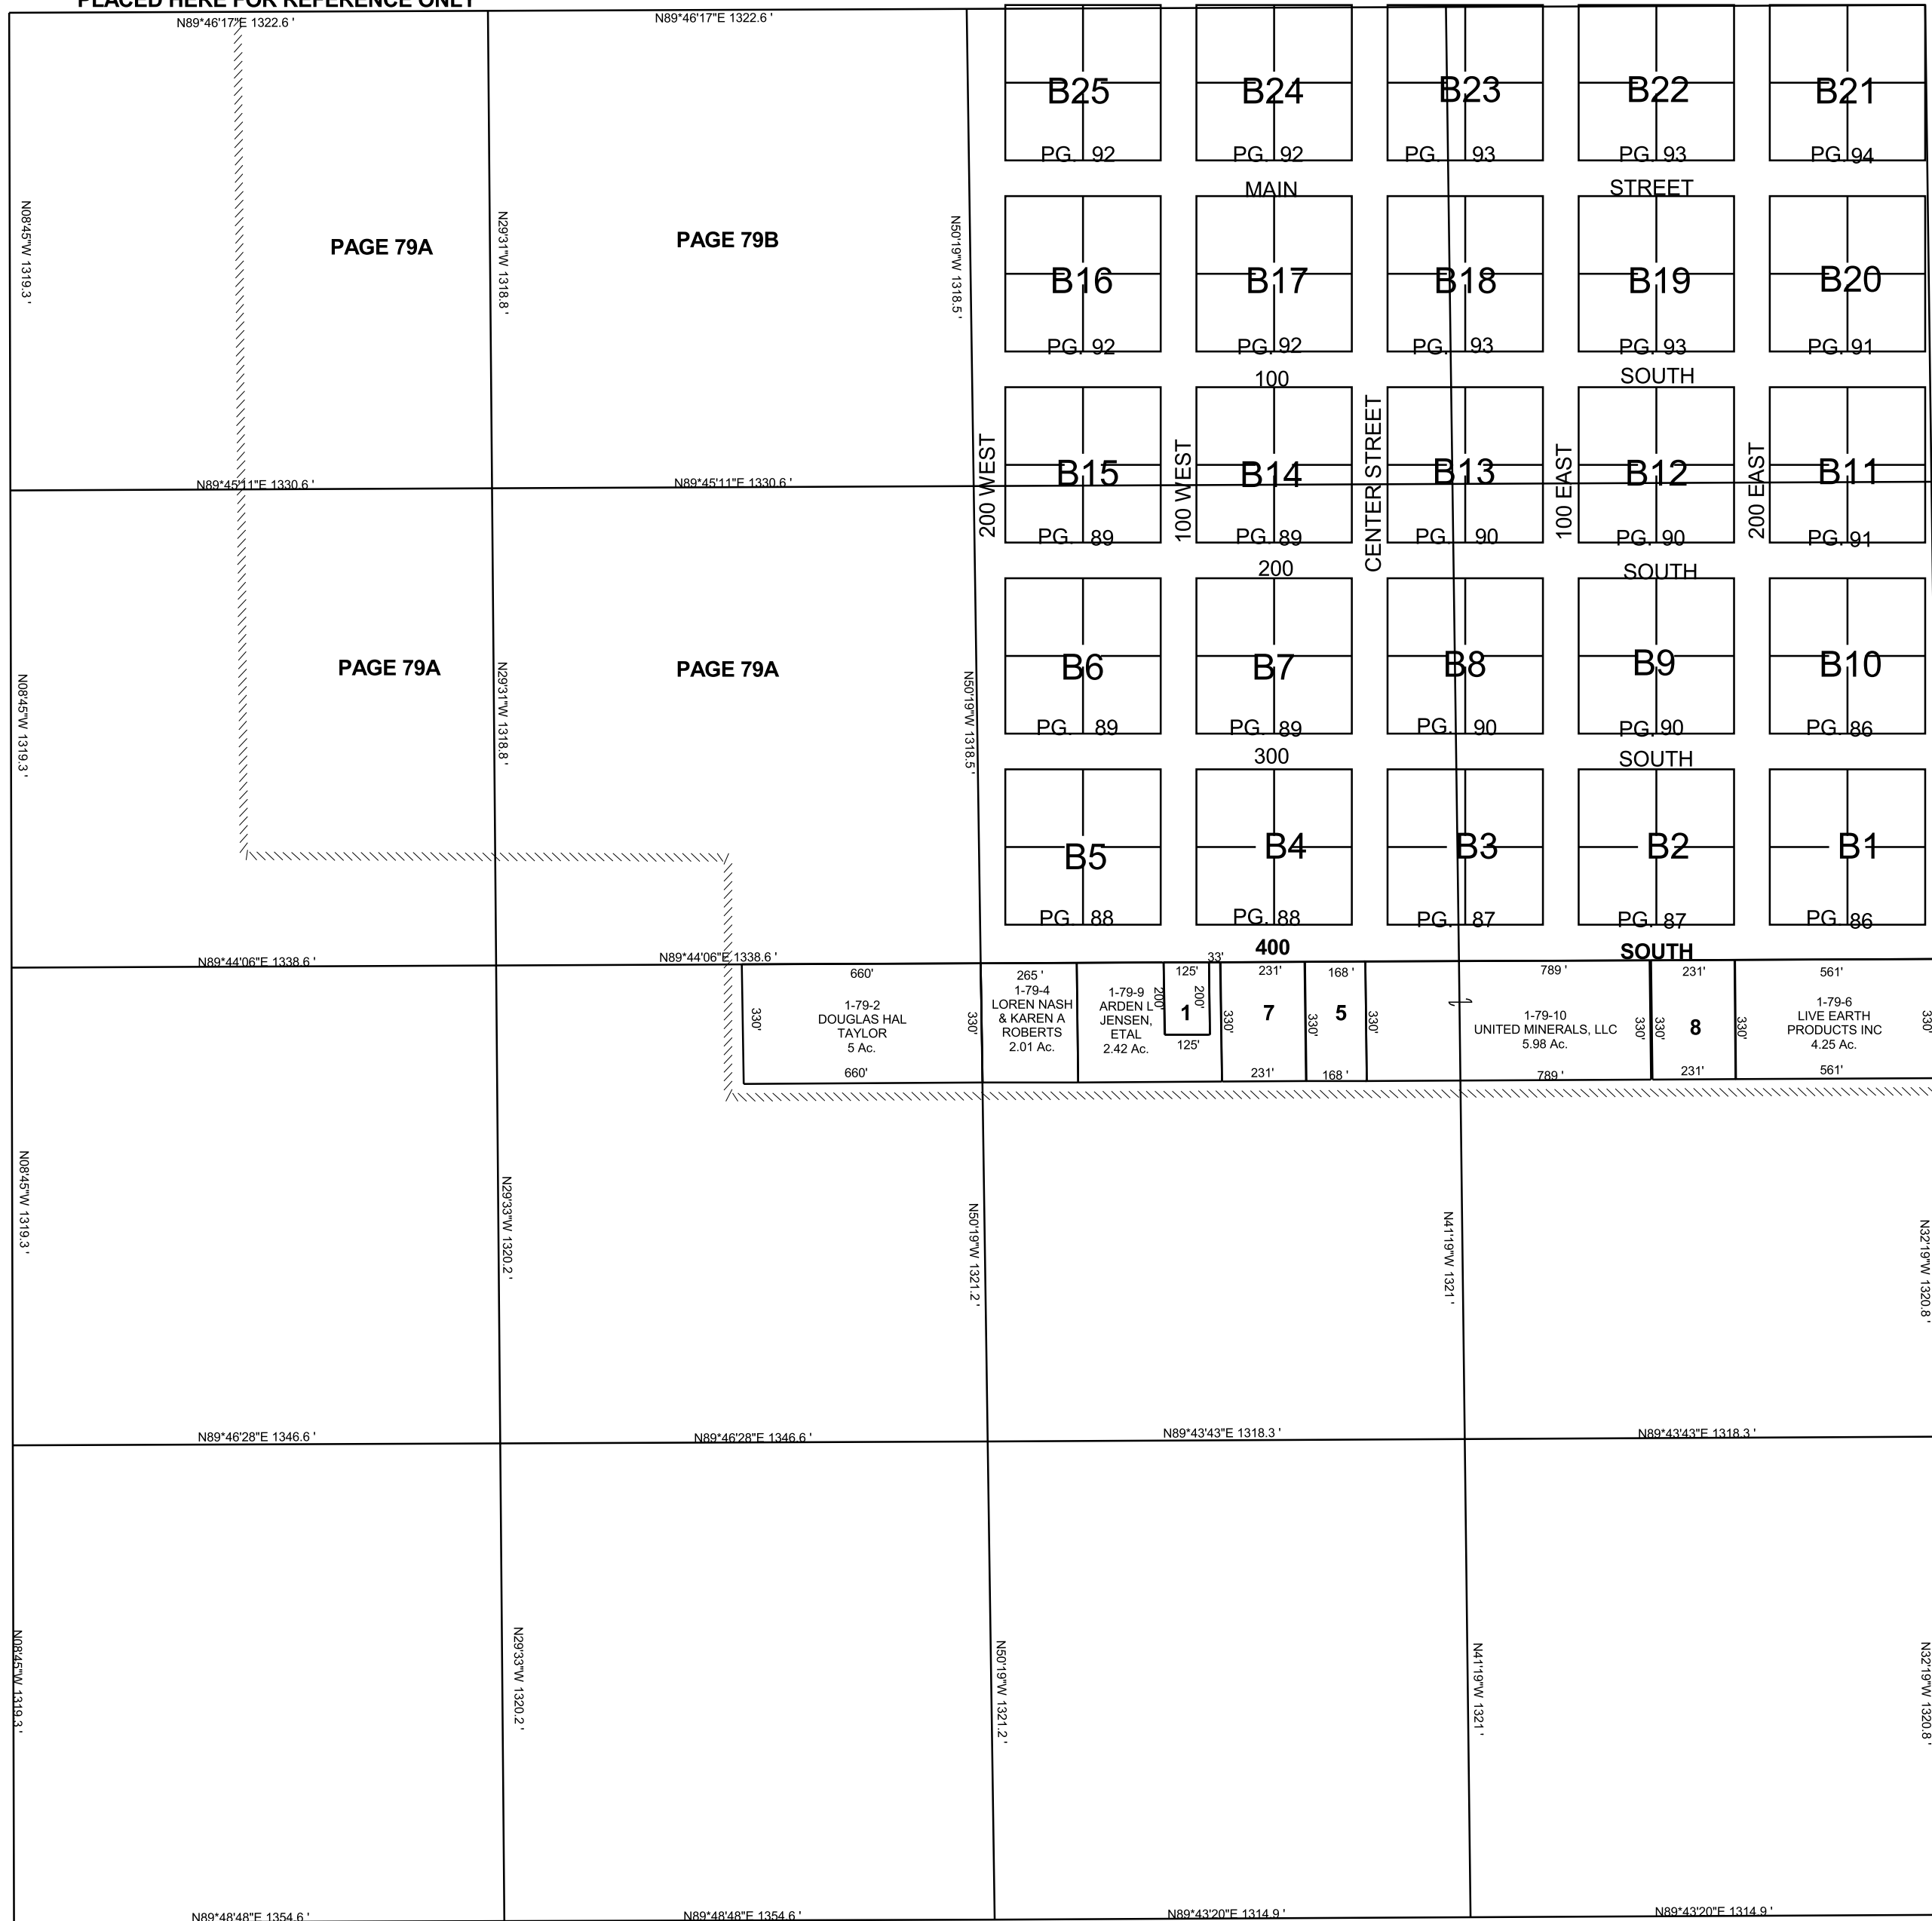 PLACED HERE FOR REFERENCE ONLY
N89*46'17"E 1322.6 '
N89*46'17"E 1322.6 '
B25
B24
B23
B22
B21
PG. 92
PG. 92
PG. 93
PG. 93
PG. 94
MAIN
STREET
N08'45"W 1319.3 '
PAGE 79A
N29'31"W 1318.8 '
PAGE 79B
N50'19"W 1318.5 '
B16
B17
B18
B19
B20
PG. 92
PG. 92
PG. 93
PG. 93
PG. 91
100
SOUTH
200 WEST
100 WEST
CENTER STREET
100 EAST
200 EAST
B15
B14
B13
B12
B11
N89*45'11"E 1330.6 '
N89*45'11"E 1330.6 '
PG. 89
PG. 89
PG. 90
PG. 90
PG. 91
200
SOUTH
N08'45"W 1319.3 '
PAGE 79A
N29'31"W 1318.8 '
PAGE 79A
N50'19"W 1318.5 '
B6
B7
B8
B9
B10
PG. 89
PG. 89
PG. 90
PG. 90
PG. 86
300
SOUTH
B5
B4
B3
B2
B1
PG. 88
PG. 88
PG. 87
PG. 87
PG. 86
400
SOUTH
N89*44'06"E 1338.6 '
N89*44'06"E 1338.6 '
33'
660'
330'
1-79-2
DOUGLAS HAL
TAYLOR
5 Ac.
660'
330'
265 '
1-79-4
LOREN NASH
& KAREN A
ROBERTS
2.01 Ac.
1-79-9
ARDEN L
JENSEN,
ETAL
2.42 Ac.
125'
200'
1
200'
125'
330'
231'
7
231'
330'
168 '
5
168 '
330'
789 '
1-79-10
UNITED MINERALS, LLC
5.98 Ac.
789 '
330'
330'
231'
8
231'
330'
561'
1-79-6
LIVE EARTH
PRODUCTS INC
4.25 Ac.
561'
330'
N08'45"W 1319.3 '
N29'33"W 1320.2 '
N50'19"W 1321.2 '
N41'19"W 1321 '
N32'19"W 1320.8 '
N89*46'28"E 1346.6 '
N89*46'28"E 1346.6 '
N89*43'43"E 1318.3 '
N89*43'43"E 1318.3 '
N08'45"W 1319.3 '
N29'33"W 1320.2 '
N50'19"W 1321.2 '
N41'19"W 1321 '
N32'19"W 1320.8 '
N89*48'48"E 1354.6 '
N89*48'48"E 1354.6 '
N89*43'20"E 1314.9 '
N89*43'20"E 1314.9 '